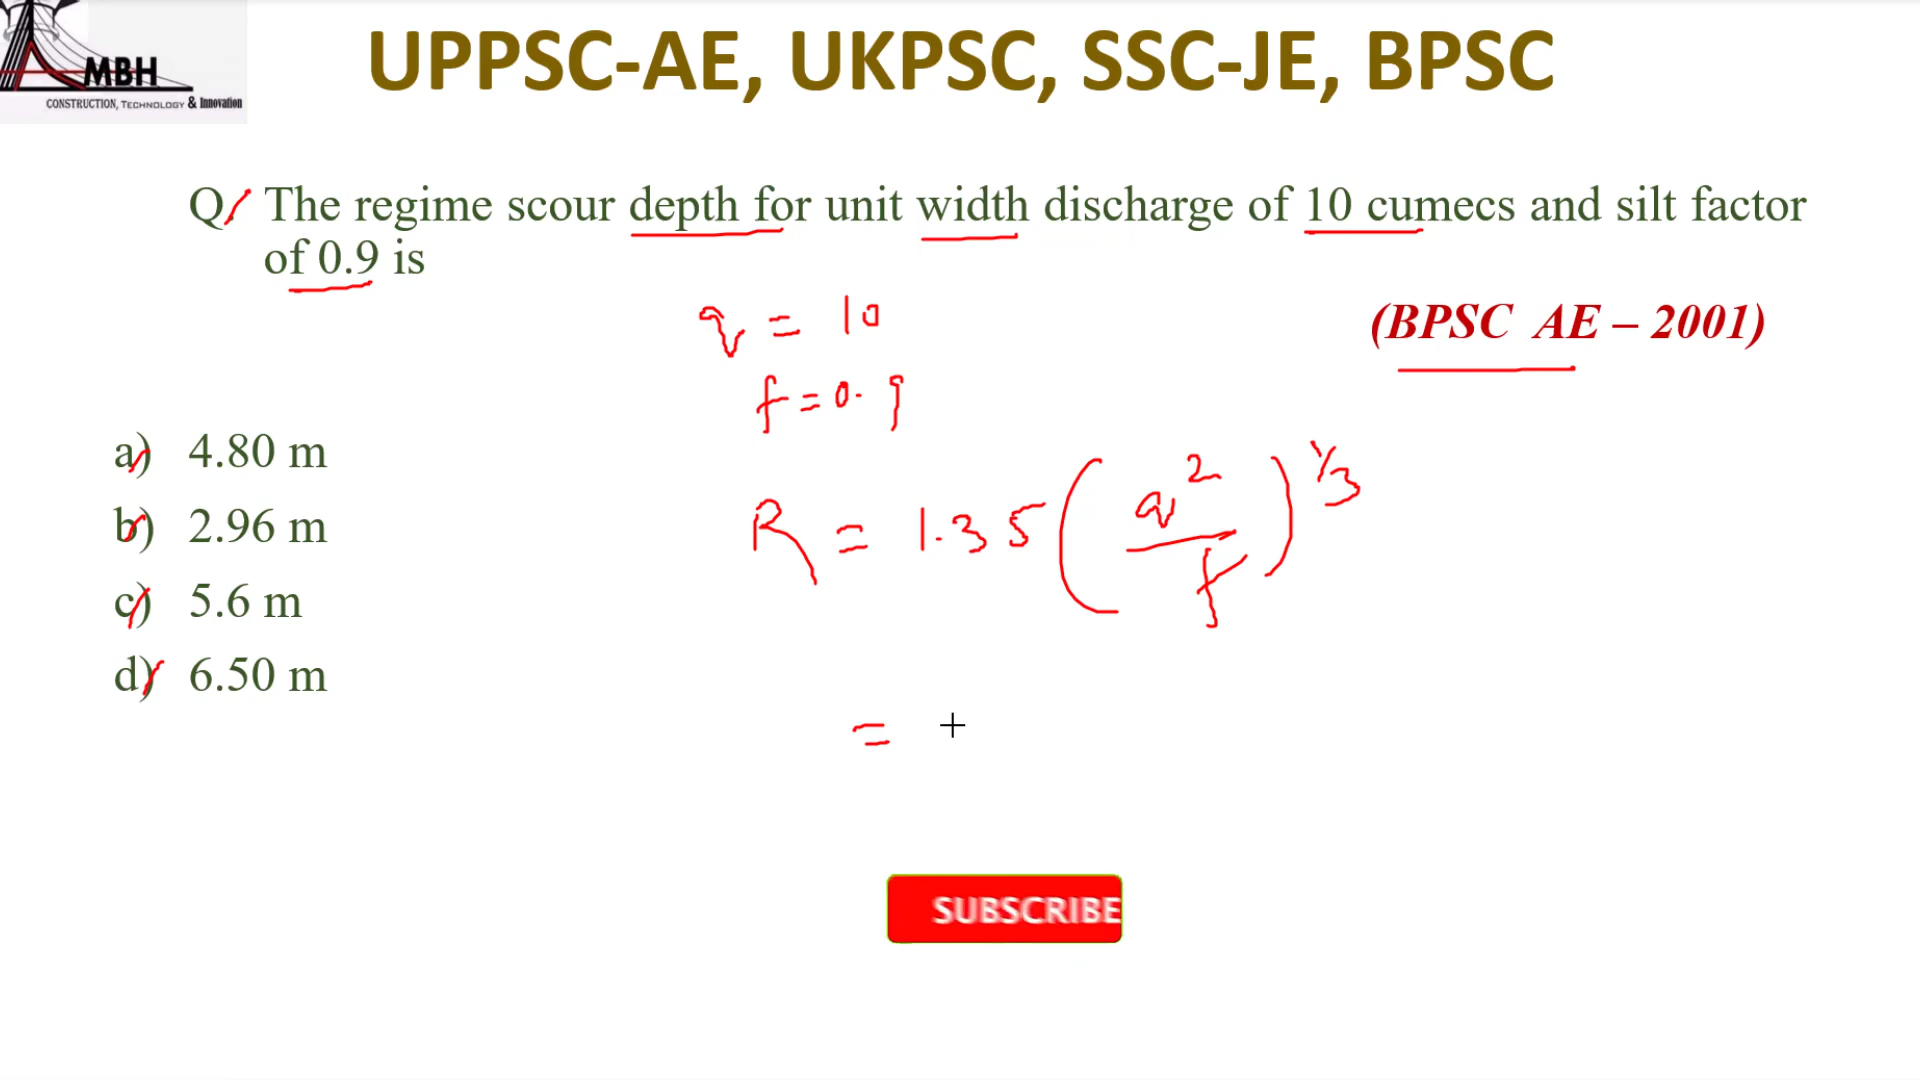 MBH
CONSTRUCTION, TECHNOLOGY & Innovation
UPPSC-AE, UKPSC, SSC-JE, BPSC
Q. The regime scour depth for unit width discharge of 10 cumecs and silt factor
of 0.9 is
(BPSC AE – 2001)
q = 10
f = 0.9
a) 4.80 m
b) 2.96 m
c) 5.6 m
d) 6.50 m
R = 1.35 (q²/f)^1/3
=
SUBSCRIBE